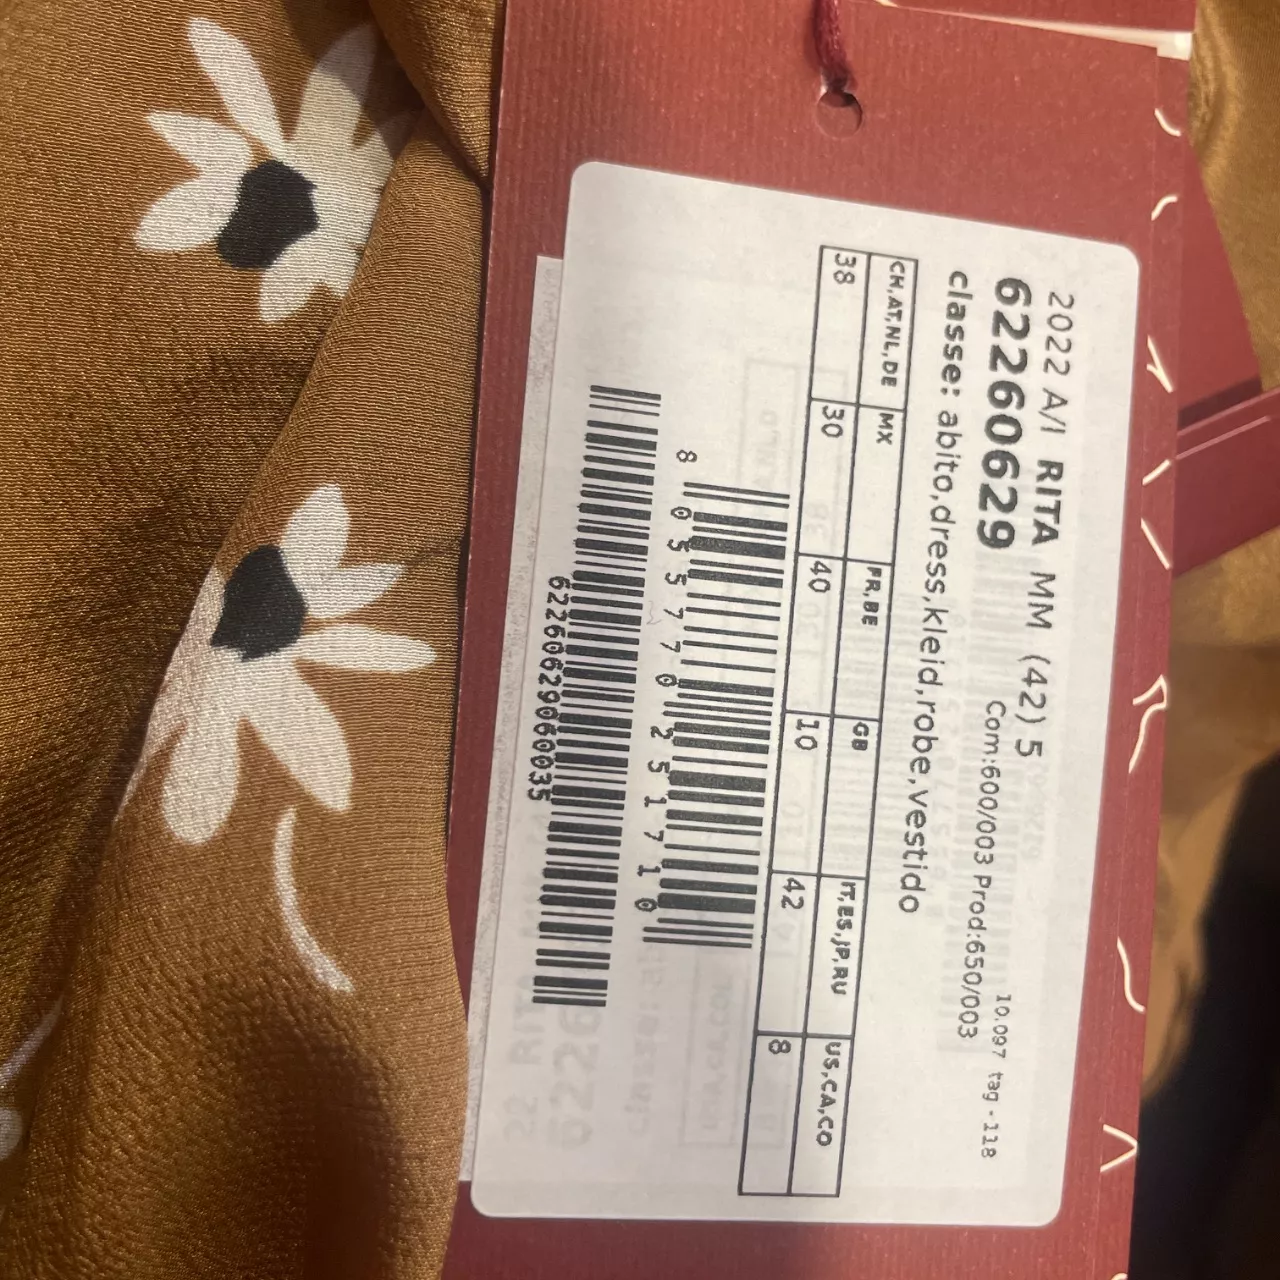 2022 A/I RITA MM (42) 5
62260629
Com:600/003 Prod:650/003
10.097 tag - 118
classe: abito,dress,kleid,robe,vestido
CH,AT,NL,DE MX FR,BE GB IT,ES,JP,RU US,CA,CO
38 30 40 10 42 8
8 055770 251710
62260629060035